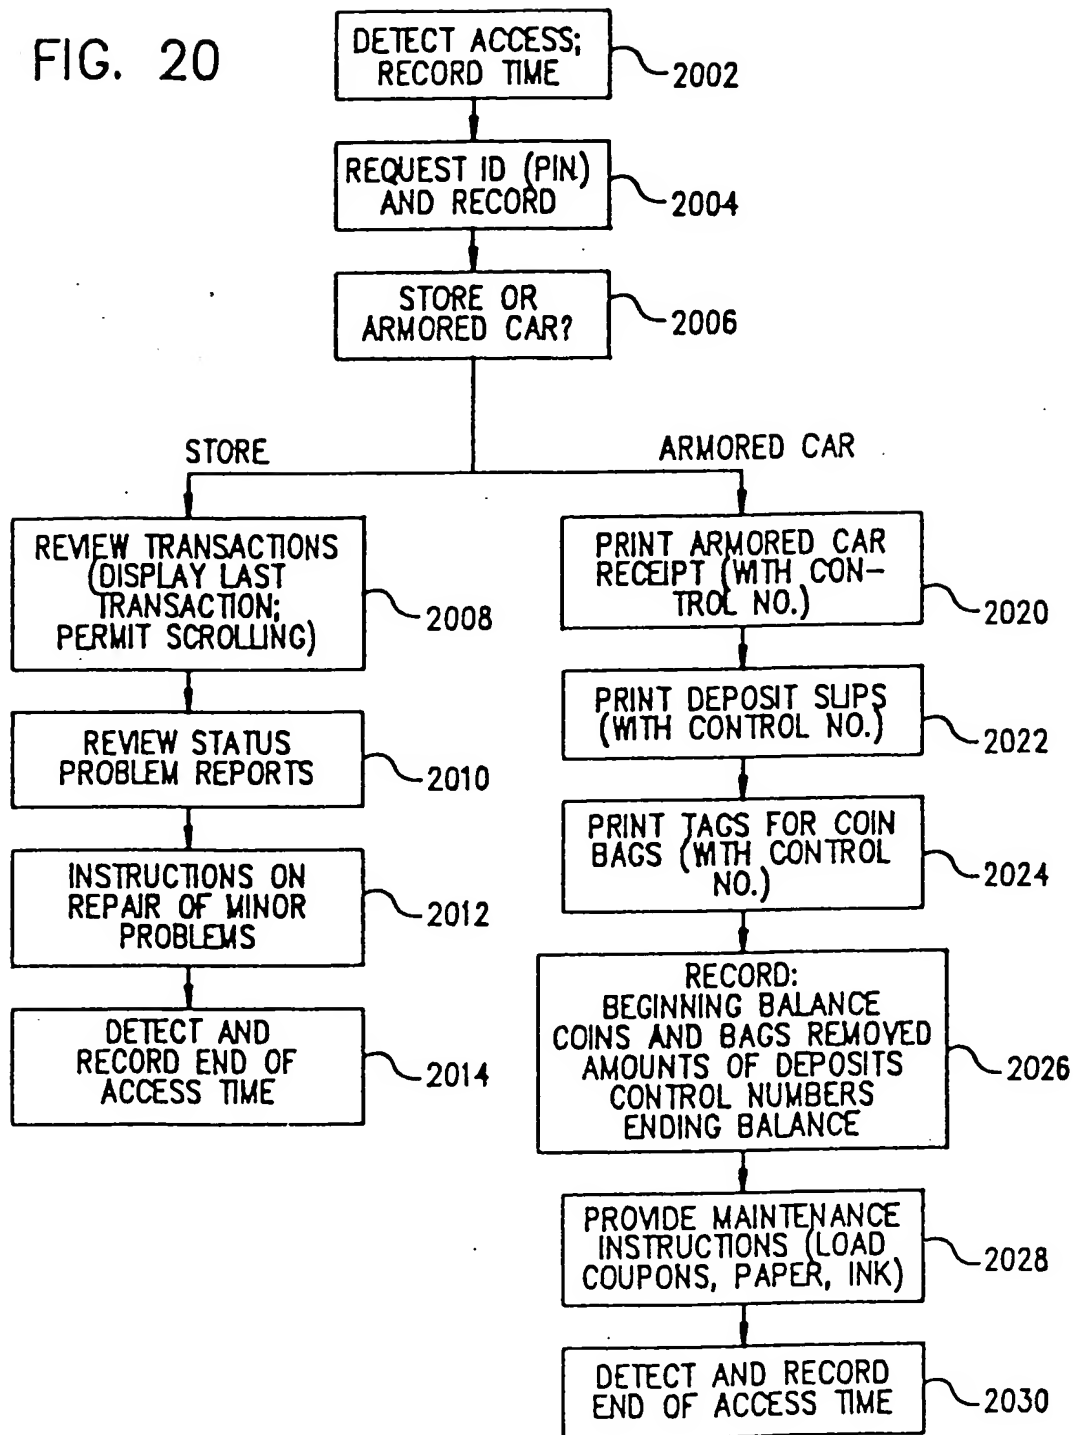 FIG. 20
DETECT ACCESS;
RECORD TIME
2002
REQUEST ID (PIN)
AND RECORD
2004
STORE OR
ARMORED CAR?
2006
STORE
ARMORED CAR
REVIEW TRANSACTIONS
(DISPLAY LAST
TRANSACTION;
PERMIT SCROLLING)
2008
REVIEW STATUS
PROBLEM REPORTS
2010
INSTRUCTIONS ON
REPAIR OF MINOR
PROBLEMS
2012
DETECT AND
RECORD END OF
ACCESS TIME
2014
PRINT ARMORED CAR
RECEIPT (WITH CON-
TROL NO.)
2020
PRINT DEPOSIT SLIPS
(WITH CONTROL NO.)
2022
PRINT TAGS FOR COIN
BAGS (WITH CONTROL
NO.)
2024
RECORD:
BEGINNING BALANCE
COINS AND BAGS REMOVED
AMOUNTS OF DEPOSITS
CONTROL NUMBERS
ENDING BALANCE
2026
PROVIDE MAINTENANCE
INSTRUCTIONS (LOAD
COUPONS, PAPER, INK)
2028
DETECT AND RECORD
END OF ACCESS TIME
2030